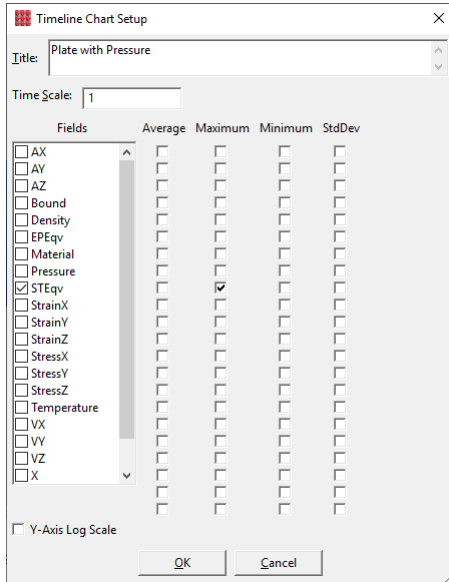 Timeline Chart Setup
Title:
Plate with Pressure
Time Scale:
1
Fields Average Maximum Minimum StdDev
AX
AY
AZ
Bound
Density
EPEqv
Material
Pressure
STEqv
StrainX
StrainY
StrainZ
StressX
StressY
StressZ
Temperature
VX
VY
VZ
X
Y-Axis Log Scale
OK Cancel